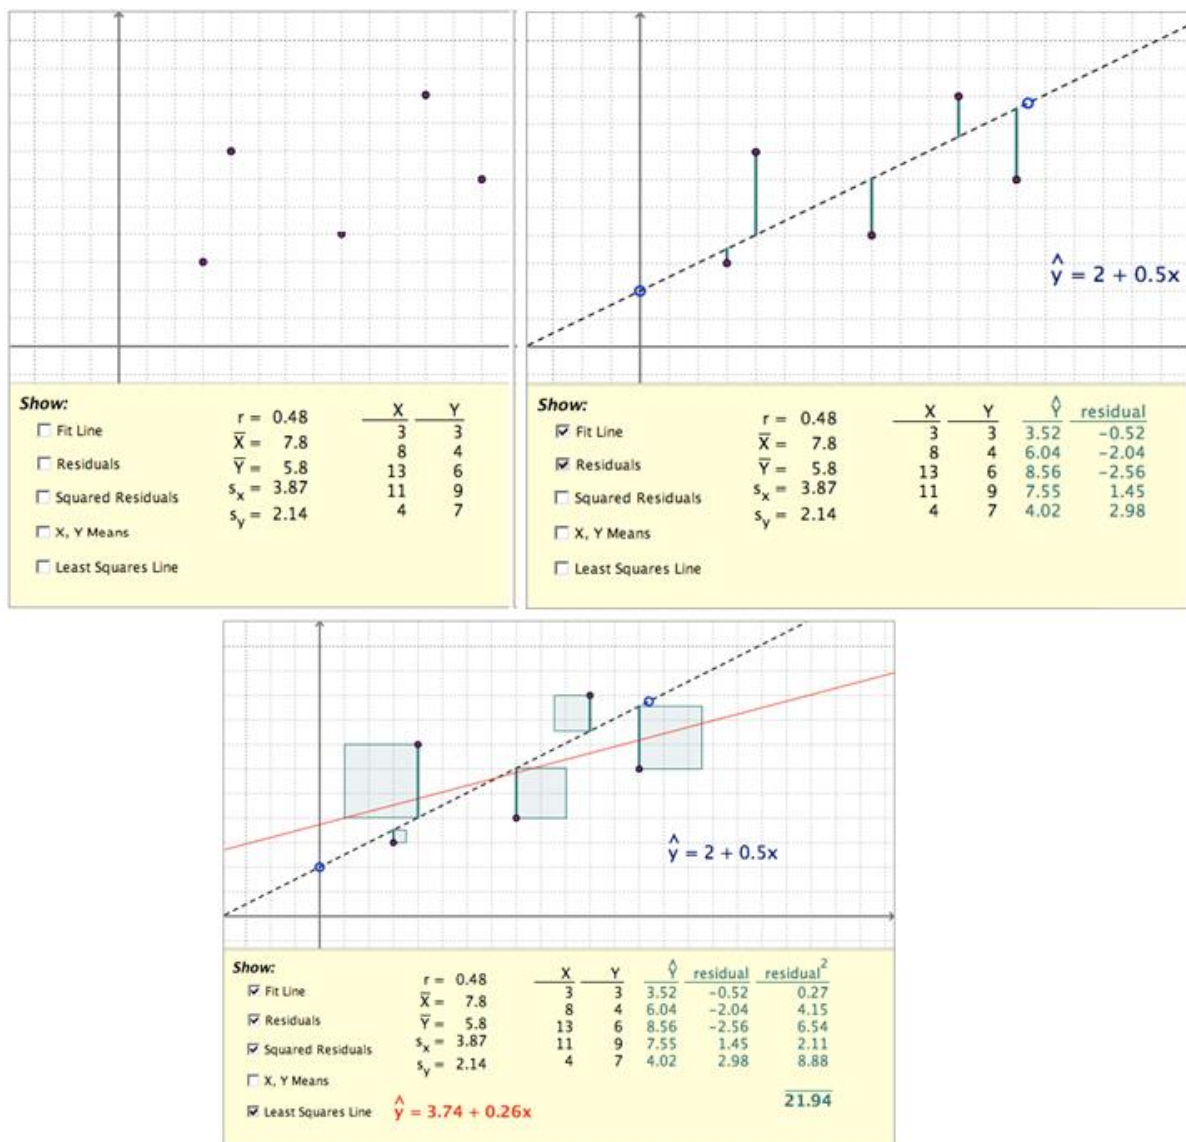 Show:
Fit Line
Residuals
Squared Residuals
X, Y Means
Least Squares Line
r = 0.48
X̅ = 7.8
Y̅ = 5.8
sₓ = 3.87
s_y = 2.14
X Y
3 3
8 4
13 6
11 9
4 7
ŷ = 2 + 0.5x
Show:
Fit Line
Residuals
Squared Residuals
X, Y Means
Least Squares Line
r = 0.48
X̅ = 7.8
Y̅ = 5.8
sₓ = 3.87
s_y = 2.14
X Y Ŷ residual
3 3 3.52 −0.52
8 4 6.04 −2.04
13 6 8.56 −2.56
11 9 7.55 1.45
4 7 4.02 2.98
ŷ = 2 + 0.5x
Show:
Fit Line
Residuals
Squared Residuals
X, Y Means
Least Squares Line
r = 0.48
X̅ = 7.8
Y̅ = 5.8
sₓ = 3.87
s_y = 2.14
ŷ = 3.74 + 0.26x
X Y Ŷ residual residual²
3 3 3.52 −0.52 0.27
8 4 6.04 −2.04 4.15
13 6 8.56 −2.56 6.54
11 9 7.55 1.45 2.11
4 7 4.02 2.98 8.88
21.94